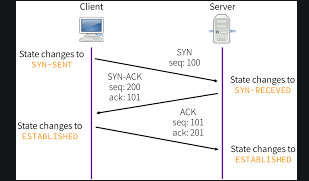 Client
Server
SYN
seq: 100
State changes to
SYN-SENT
SYN-ACK
seq: 200
ack: 101
State changes to
SYN-RECEVED
ACK
seq: 101
ack: 201
State changes to
ESTABLISHED
State changes to
ESTABLISHED